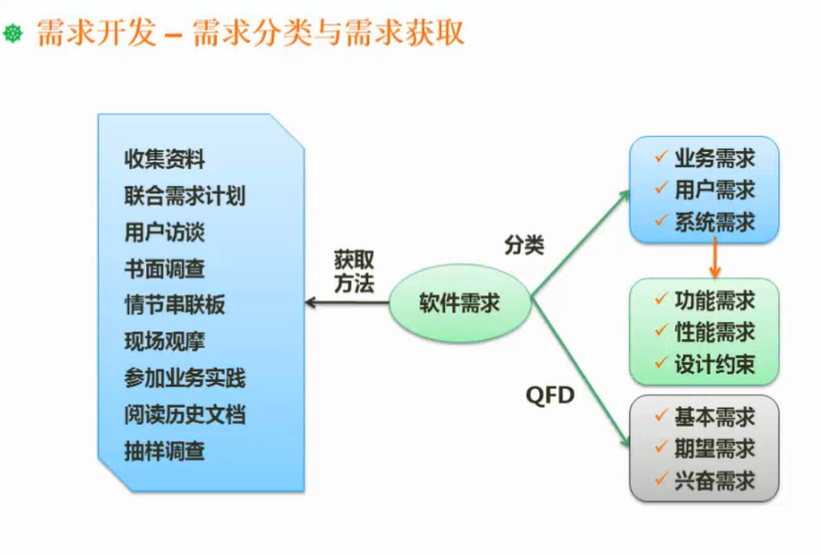 需求开发 – 需求分类与需求获取
收集资料
联合需求计划
用户访谈
书面调查
情节串联板
现场观摩
参加业务实践
阅读历史文档
抽样调查
获取
方法
软件需求
分类
QFD
业务需求
用户需求
系统需求
功能需求
性能需求
设计约束
基本需求
期望需求
兴奋需求